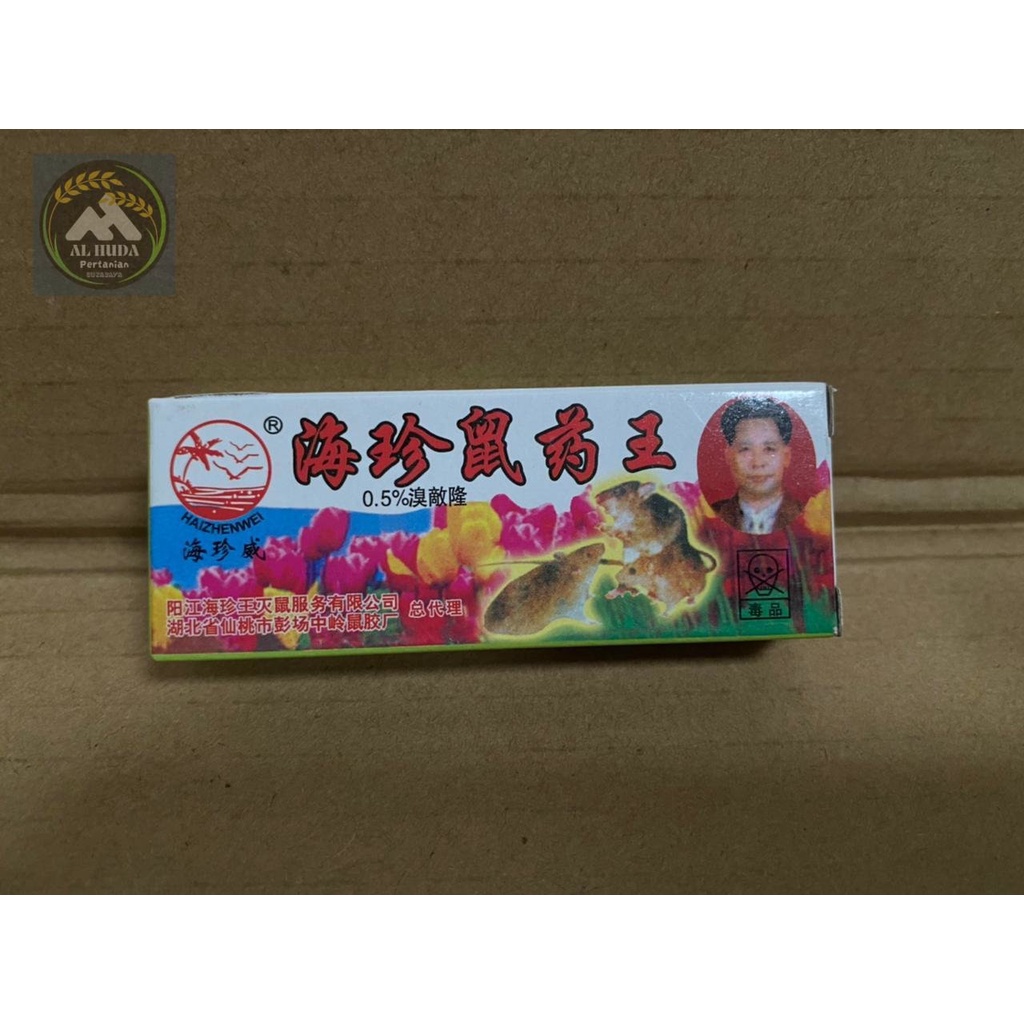 AL HUDA
Pertanian
SURABAYA
®
海珍鼠药王
0.5%溴敵隆
HAIZHENWEI
海珍威
阳江海珍王灭鼠服务有限公司 总代理
湖北省仙桃市彭场中岭鼠胶厂
毒品